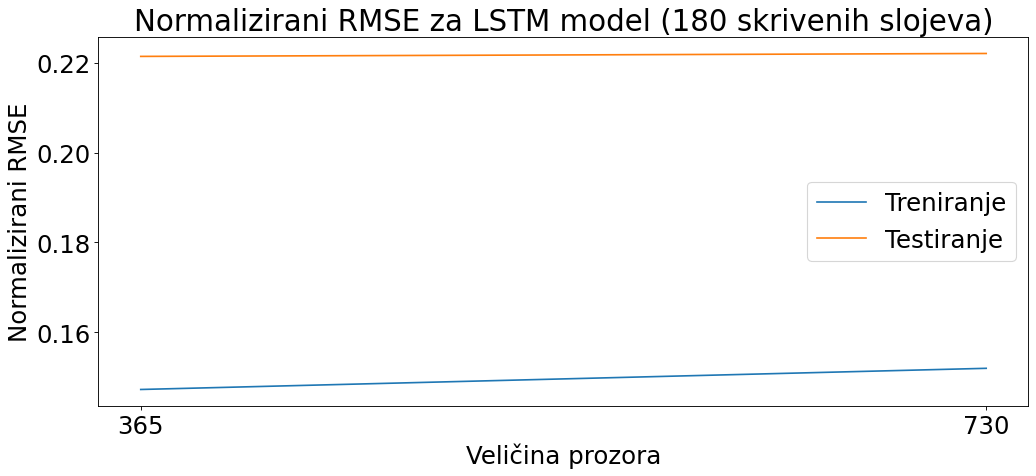 Normalizirani RMSE za LSTM model (180 skrivenih slojeva)
Normalizirani RMSE
0.22
0.20
0.18
0.16
Treniranje
Testiranje
365
730
Veličina prozora